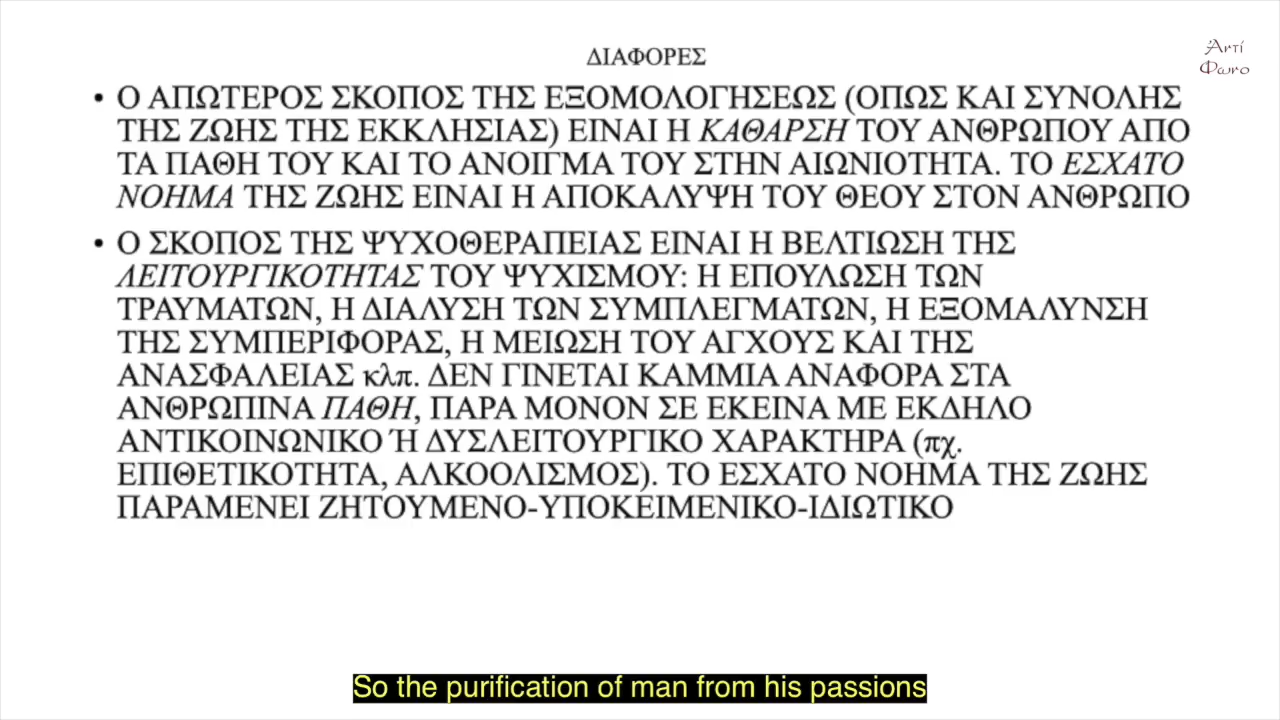 ΔΙΑΦΟΡΕΣ
Ἀντί
Φωνο
• Ο ΑΠΩΤΕΡΟΣ ΣΚΟΠΟΣ ΤΗΣ ΕΞΟΜΟΛΟΓΗΣΕΩΣ (ΟΠΩΣ ΚΑΙ ΣΥΝΟΛΗΣ
ΤΗΣ ΖΩΗΣ ΤΗΣ ΕΚΚΛΗΣΙΑΣ) ΕΙΝΑΙ Η ΚΑΘΑΡΣΗ ΤΟΥ ΑΝΘΡΩΠΟΥ ΑΠΟ
ΤΑ ΠΑΘΗ ΤΟΥ ΚΑΙ ΤΟ ΑΝΟΙΓΜΑ ΤΟΥ ΣΤΗΝ ΑΙΩΝΙΟΤΗΤΑ. ΤΟ ΕΣΧΑΤΟ
ΝΟΗΜΑ ΤΗΣ ΖΩΗΣ ΕΙΝΑΙ Η ΑΠΟΚΑΛΥΨΗ ΤΟΥ ΘΕΟΥ ΣΤΟΝ ΑΝΘΡΩΠΟ
• Ο ΣΚΟΠΟΣ ΤΗΣ ΨΥΧΟΘΕΡΑΠΕΙΑΣ ΕΙΝΑΙ Η ΒΕΛΤΙΩΣΗ ΤΗΣ
ΛΕΙΤΟΥΡΓΙΚΟΤΗΤΑΣ ΤΟΥ ΨΥΧΙΣΜΟΥ: Η ΕΠΟΥΛΩΣΗ ΤΩΝ
ΤΡΑΥΜΑΤΩΝ, Η ΔΙΑΛΥΣΗ ΤΩΝ ΣΥΜΠΛΕΓΜΑΤΩΝ, Η ΕΞΟΜΑΛΥΝΣΗ
ΤΗΣ ΣΥΜΠΕΡΙΦΟΡΑΣ, Η ΜΕΙΩΣΗ ΤΟΥ ΑΓΧΟΥΣ ΚΑΙ ΤΗΣ
ΑΝΑΣΦΑΛΕΙΑΣ κλπ. ΔΕΝ ΓΙΝΕΤΑΙ ΚΑΜΜΙΑ ΑΝΑΦΟΡΑ ΣΤΑ
ΑΝΘΡΩΠΙΝΑ ΠΑΘΗ, ΠΑΡΑ ΜΟΝΟΝ ΣΕ ΕΚΕΙΝΑ ΜΕ ΕΚΔΗΛΟ
ΑΝΤΙΚΟΙΝΩΝΙΚΟ Ή ΔΥΣΛΕΙΤΟΥΡΓΙΚΟ ΧΑΡΑΚΤΗΡΑ (πχ.
ΕΠΙΘΕΤΙΚΟΤΗΤΑ, ΑΛΚΟΟΛΙΣΜΟΣ). ΤΟ ΕΣΧΑΤΟ ΝΟΗΜΑ ΤΗΣ ΖΩΗΣ
ΠΑΡΑΜΕΝΕΙ ΖΗΤΟΥΜΕΝΟ-ΥΠΟΚΕΙΜΕΝΙΚΟ-ΙΔΙΩΤΙΚΟ
So the purification of man from his passions